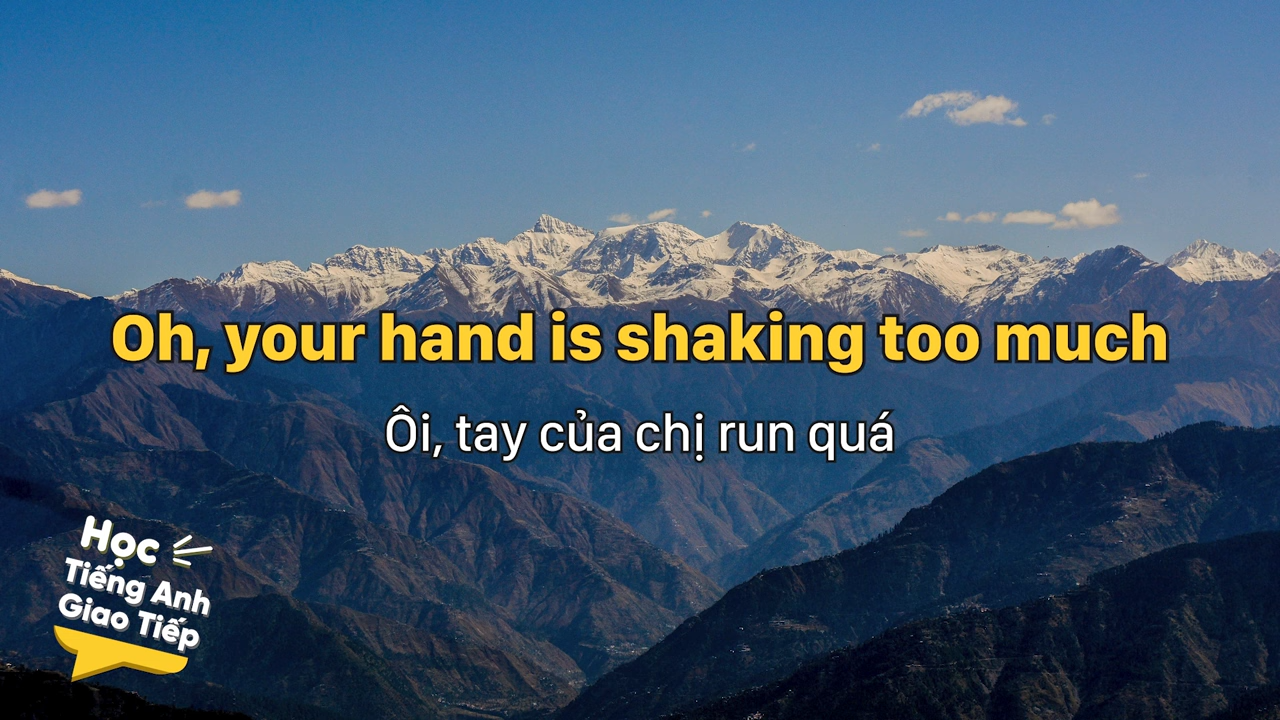 Oh, your hand is shaking too much
Ôi, tay của chị run quá
Học
Tiếng Anh
Giao Tiếp